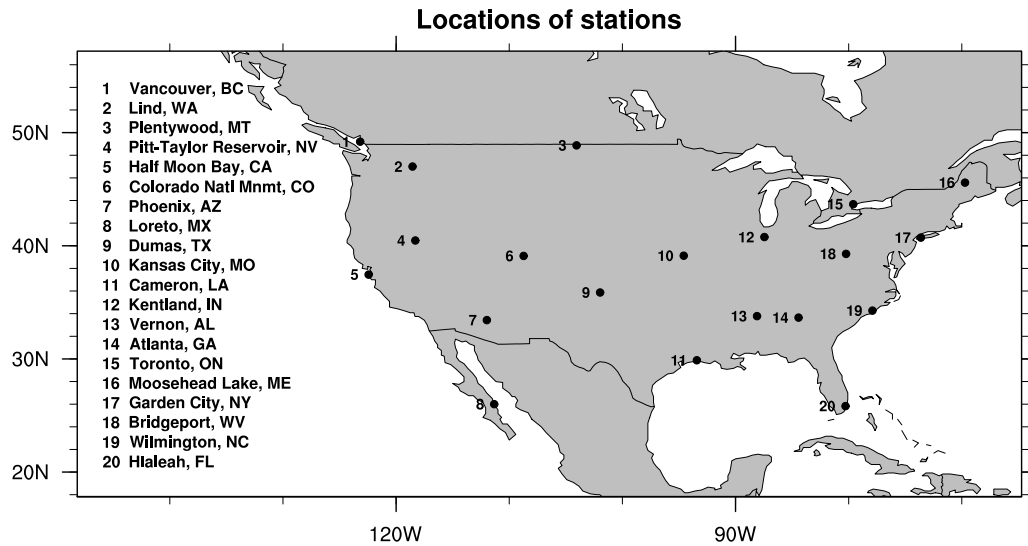 Locations of stations
1 Vancouver, BC
2 Lind, WA
3 Plentywood, MT
4 Pitt-Taylor Reservoir, NV
5 Half Moon Bay, CA
6 Colorado Natl Mnmt, CO
7 Phoenix, AZ
8 Loreto, MX
9 Dumas, TX
10 Kansas City, MO
11 Cameron, LA
12 Kentland, IN
13 Vernon, AL
14 Atlanta, GA
15 Toronto, ON
16 Moosehead Lake, ME
17 Garden City, NY
18 Bridgeport, WV
19 Wilmington, NC
20 Hlaleah, FL
50N
40N
30N
20N
1
3
2
16
15
4
6
10
12
18
17
5
9
7
13
14
19
11
8
20
120W
90W